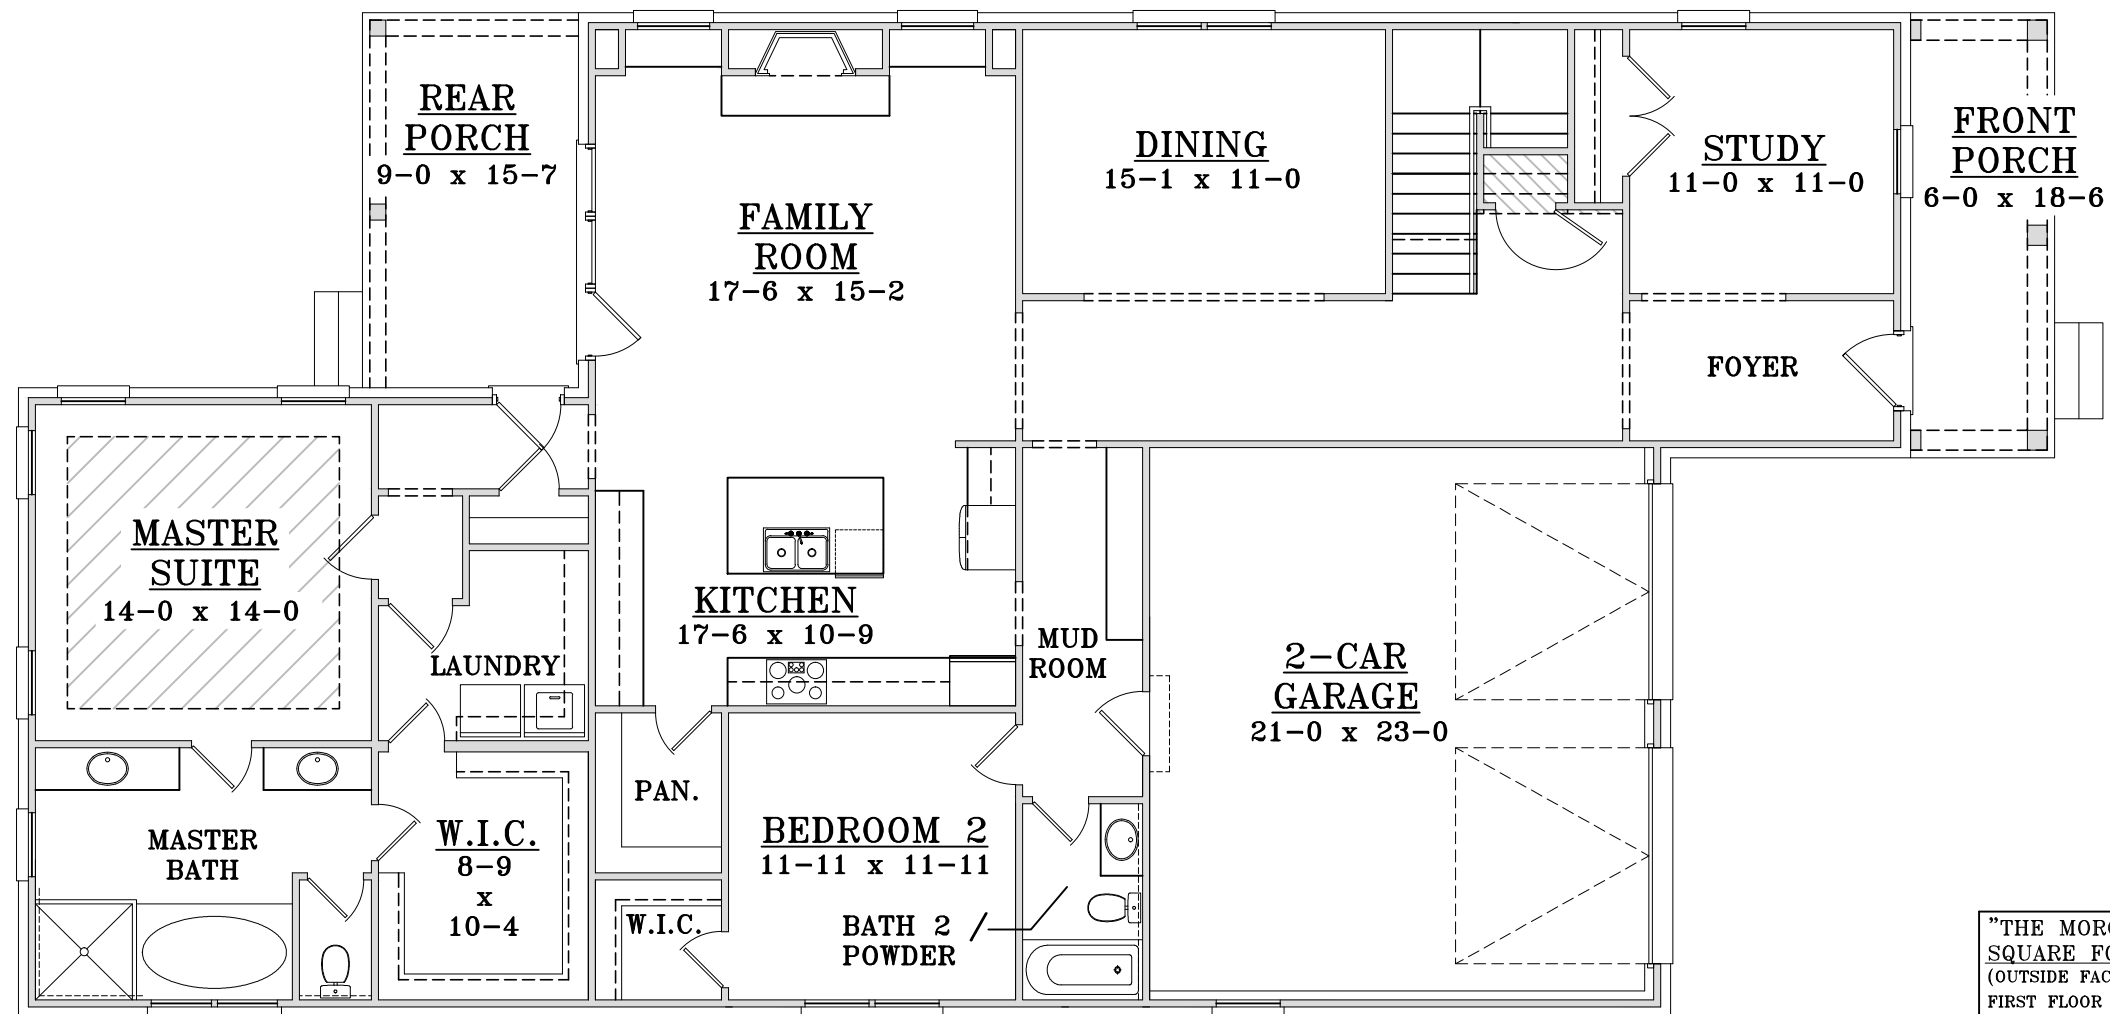 REAR
PORCH
9-0 x 15-7
FAMILY
ROOM
17-6 x 15-2
DINING
15-1 x 11-0
STUDY
11-0 x 11-0
FRONT
PORCH
6-0 x 18-6
FOYER
MASTER
SUITE
14-0 x 14-0
LAUNDRY
KITCHEN
17-6 x 10-9
MUD
ROOM
2-CAR
GARAGE
21-0 x 23-0
MASTER
BATH
W.I.C.
8-9
x
10-4
PAN.
W.I.C.
BEDROOM 2
11-11 x 11-11
BATH 2 /
POWDER
"THE
SQUARE
(OUTSIDE
FIRST FLOOR